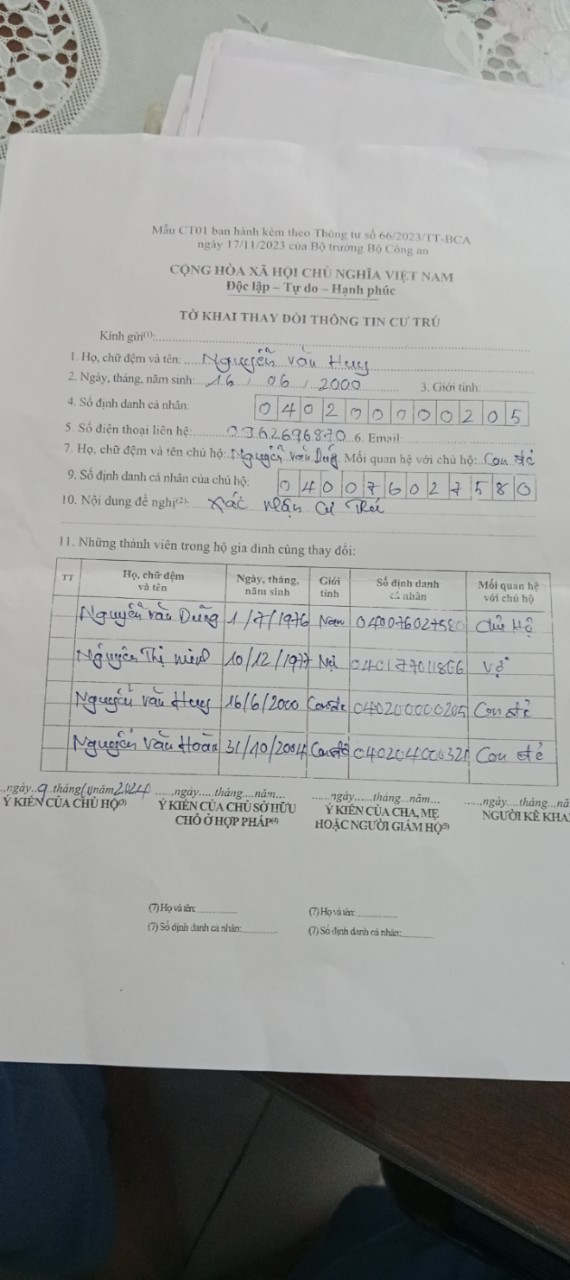 Mẫu CT01 ban hành kèm theo Thông tư số 66/2023/TT-BCA
ngày 17/11/2023 của Bộ trưởng Bộ Công an
CỘNG HÒA XÃ HỘI CHỦ NGHĨA VIỆT NAM
Độc lập – Tự do – Hạnh phúc
TỜ KHAI THAY ĐỔI THÔNG TIN CƯ TRÚ
Kính gửi(1):
1. Họ, chữ đệm và tên: Nguyễn Văn Huy
2. Ngày, tháng, năm sinh: 16 / 06 / 2000 3. Giới tính:
4. Số định danh cá nhân: 040200000205
5. Số điện thoại liên hệ: 0362696870 6. Email:
7. Họ, chữ đệm và tên chủ hộ: Nguyễn Văn Dũng Mối quan hệ với chủ hộ: Con đẻ
9. Số định danh cá nhân của chủ hộ: 040076027580
10. Nội dung đề nghị(2): Xác nhận Cư Trú
11. Những thành viên trong hộ gia đình cùng thay đổi:
TT Họ, chữ đệm và tên Ngày, tháng, năm sinh Giới tính Số định danh cá nhân Mối quan hệ với chủ hộ
Nguyễn Văn Dũng 1/7/1976 Nam 040076027580 Chủ Hộ
Nguyễn Thị 10/12/1977 Nữ 040177011866 Vợ
Nguyễn Văn Huy 16/6/2000 Con đẻ 040200000205 Con đẻ
Nguyễn Văn Hoàn 31/10/2004 Con đẻ 040204000321 Con đẻ
..,ngày..9.tháng năm 2024 .....,ngày.....tháng....năm... ......,ngày......tháng...năm... .....,ngày....tháng...nă
Ý KIẾN CỦA CHỦ HỘ(3) Ý KIẾN CỦA CHỦ SỞ HỮU CHỖ Ở HỢP PHÁP(4) Ý KIẾN CỦA CHA, MẸ HOẶC NGƯỜI GIÁM HỘ(5) NGƯỜI KÊ KHA
(7) Họ và tên: (7) Họ và tên:
(7) Số định danh cá nhân: (7) Số định danh cá nhân: